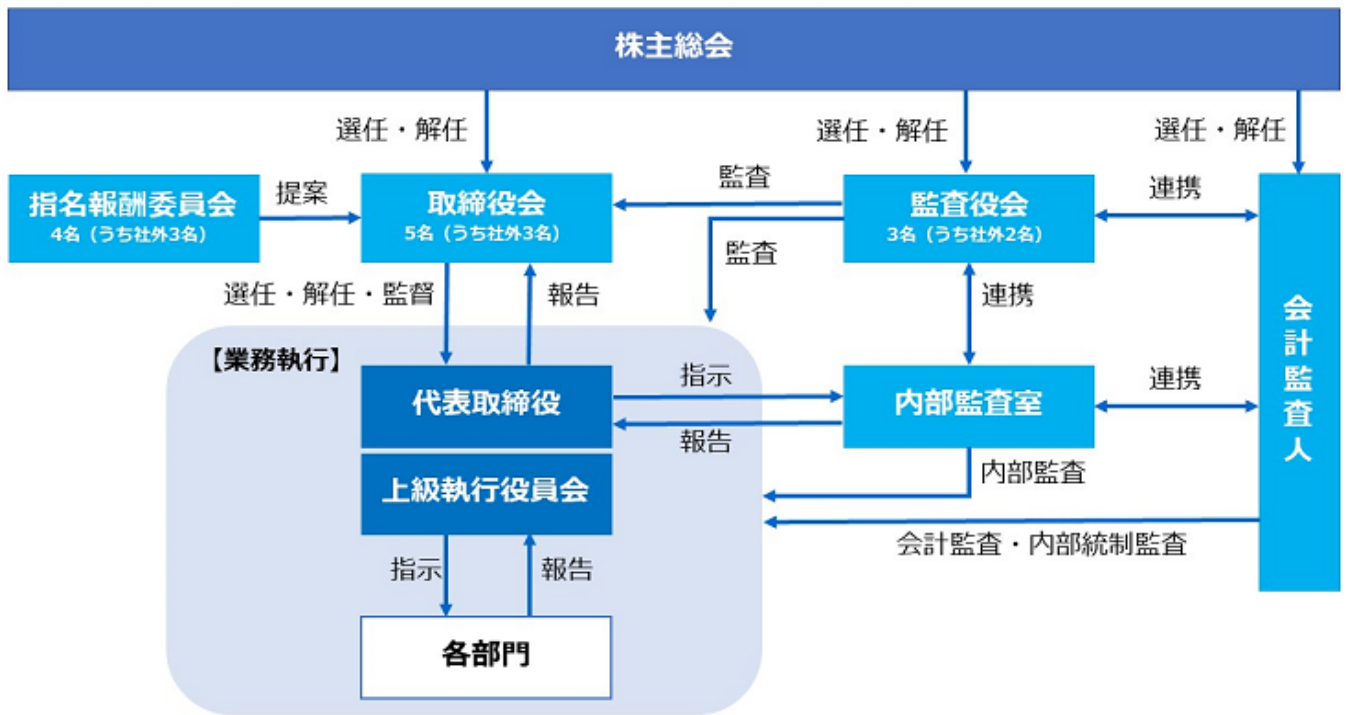 株主総会
選任・解任
選任・解任
選任・解任
指名報酬委員会
4名（うち社外3名）
提案
取締役会
5名（うち社外3名）
監査
監査
監査役会
3名（うち社外2名）
連携
選任・解任・監督
報告
連携
会計監査人
【業務執行】
代表取締役
指示
報告
内部監査室
連携
上級執行役員会
内部監査
会計監査・内部統制監査
指示
報告
各部門